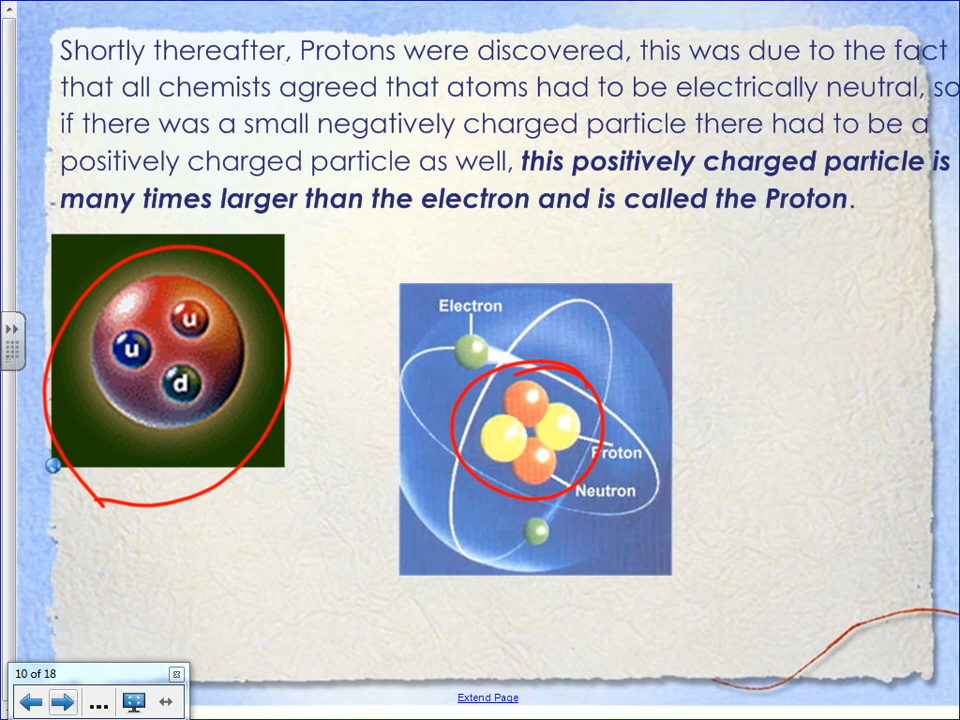 Shortly thereafter, Protons were discovered, this was due to the fact
that all chemists agreed that atoms had to be electrically neutral, so
if there was a small negatively charged particle there had to be a
positively charged particle as well, this positively charged particle is
many times larger than the electron and is called the Proton.
u
u
d
Electron
Proton
Neutron
10 of 18
...
Extend Page